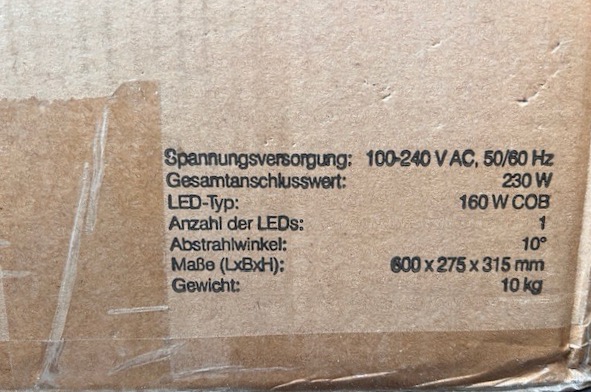 Spannungsversorgung: 100-240 V AC, 50/60 Hz
Gesamtanschlusswert: 230 W
LED-Typ: 160 W COB
Anzahl der LEDs: 1
Abstrahlwinkel: 10°
Maße (LxBxH): 600 x 275 x 315 mm
Gewicht: 10 kg